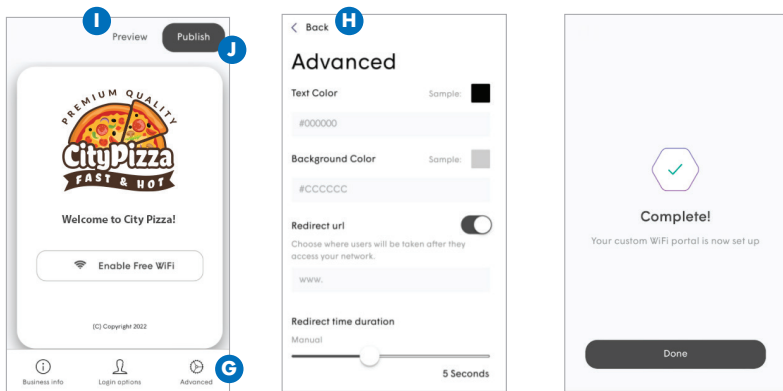 I
Preview
Publish
J
PREMIUM QUALITY
CityPizza
FAST & HOT
Welcome to City Pizza!
Enable Free WiFi
(C) Copyright 2022
Business info
Login options
Advanced
G
Back
H
Advanced
Text Color
Sample:
#000000
Background Color
Sample:
#CCCCCC
Redirect url
Choose where users will be taken after they
access your network.
www.
Redirect time duration
Manual
5 Seconds
Complete!
Your custom WiFi portal is now set up
Done